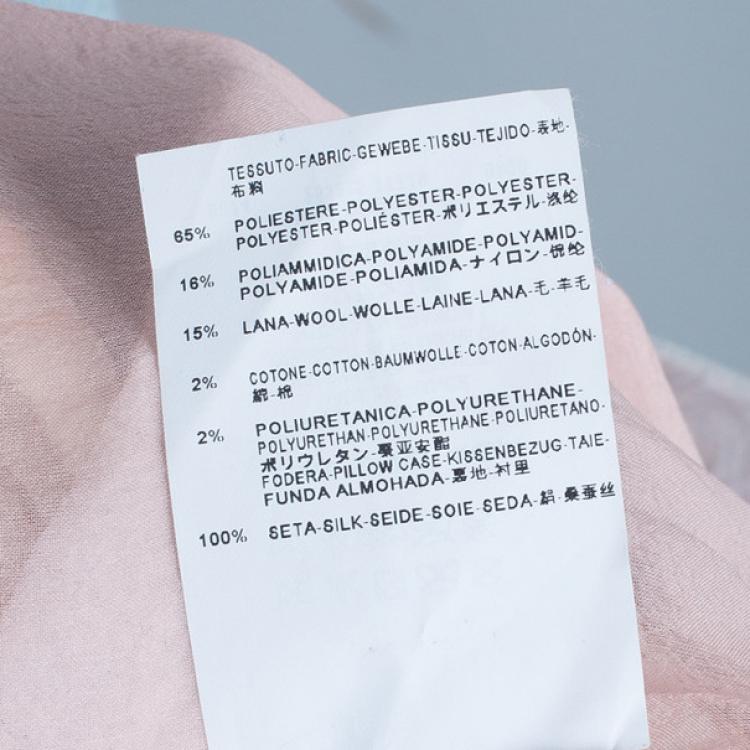 TESSUTO-FABRIC-GEWEBE-TISSU-TEJIDO-表地-
布料
65% POLIESTERE-POLYESTER-POLYESTER-
POLYESTER-POLIÉSTER-ポリエステル-涤纶
16% POLIAMMIDICA-POLYAMIDE-POLYAMID-
POLYAMIDE-POLIAMIDA-ナイロン-锦纶
15% LANA-WOOL-WOLLE-LAINE-LANA-毛-羊毛
2% COTONE-COTTON-BAUMWOLLE-COTON-ALGODÓN-
綿-棉
2% POLIURETANICA-POLYURETHANE-
POLYURETHAN-POLYURETHANE-POLIURETANO-
ポリウレタン-聚亚安酯
FODERA-PILLOW CASE-KISSENBEZUG-TAIE-
FUNDA ALMOHADA-裏地-衬里
100% SETA-SILK-SEIDE-SOIE-SEDA-絹-桑蚕丝